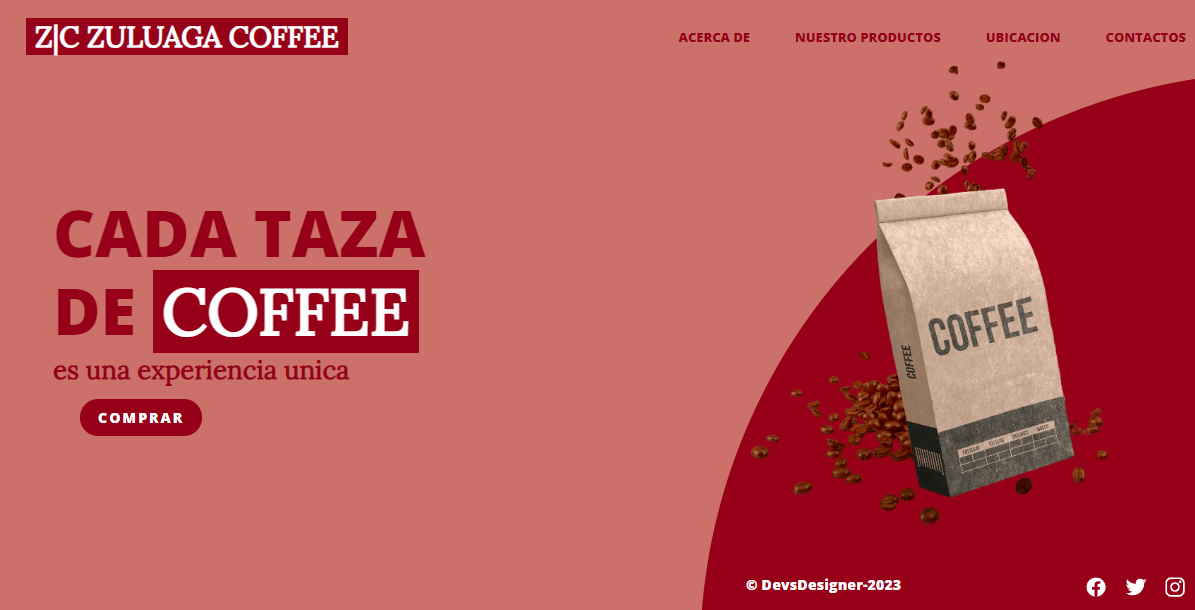 Z|C ZULUAGA COFFEE
ACERCA DE
NUESTRO PRODUCTOS
UBICACION
CONTACTOS
CADA TAZA
DE COFFEE
es una experiencia unica
COMPRAR
COFFEE
COFFEE
© DevsDesigner-2023